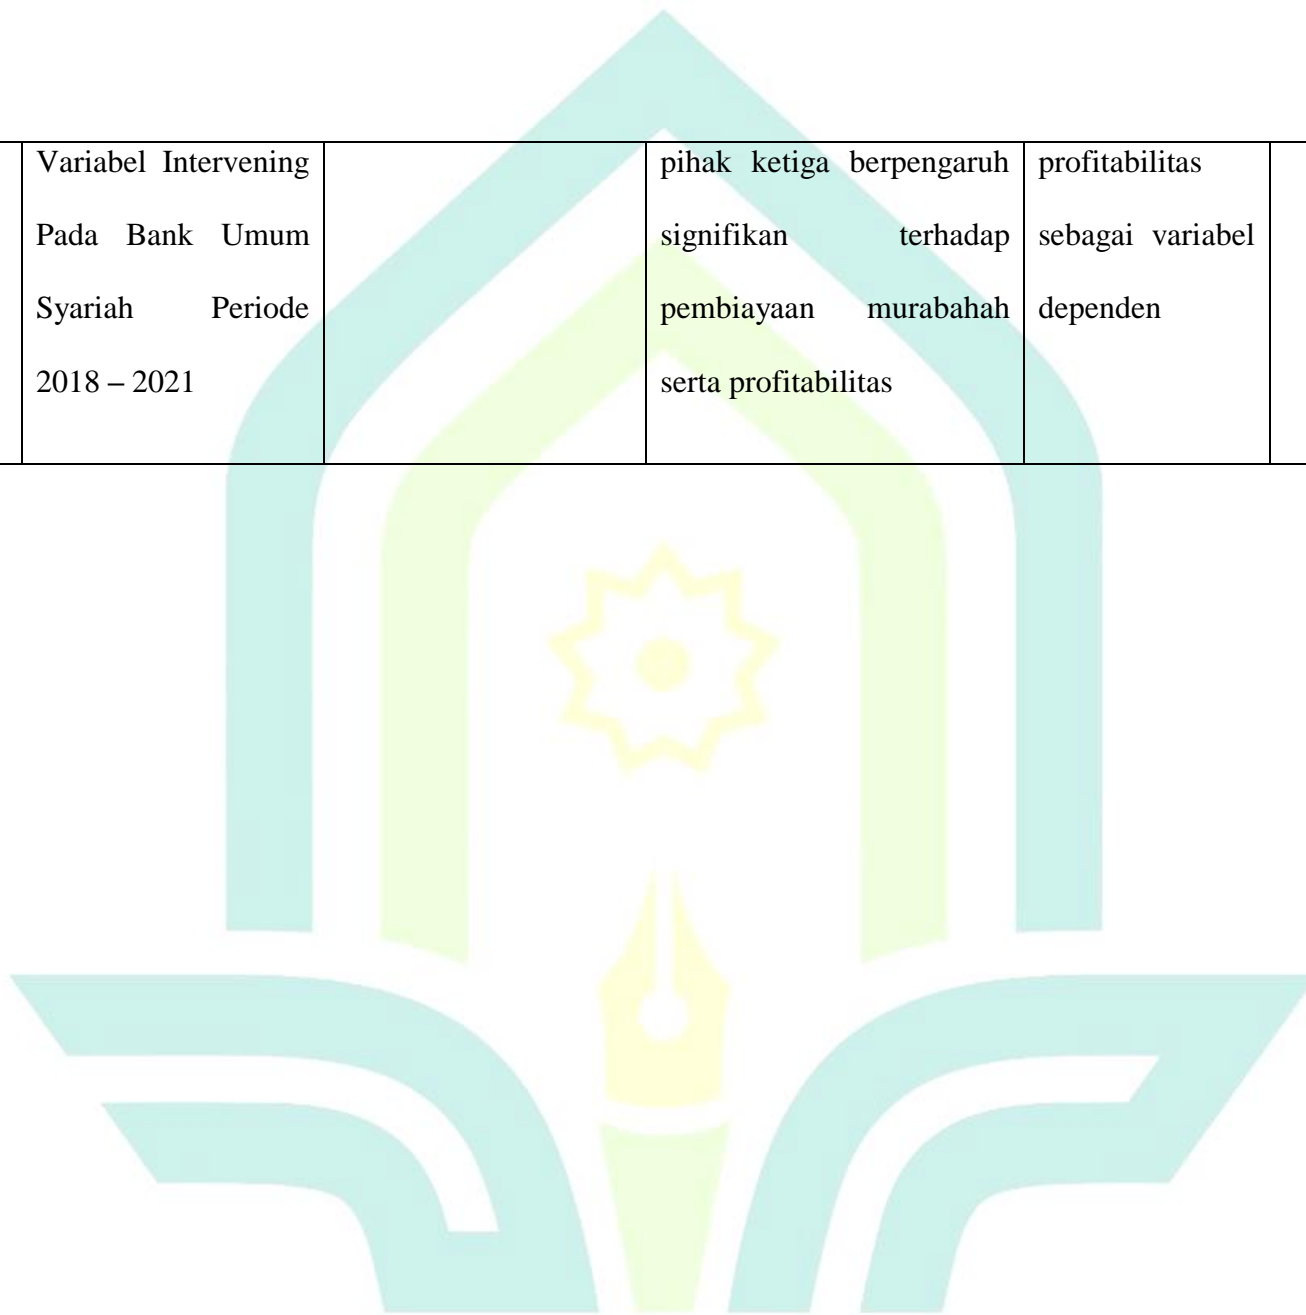 Variabel Intervening
Pada Bank Umum
Syariah Periode
2018 – 2021
pihak ketiga berpengaruh
signifikan terhadap
pembiayaan murabahah
serta profitabilitas
profitabilitas
sebagai variabel
dependen